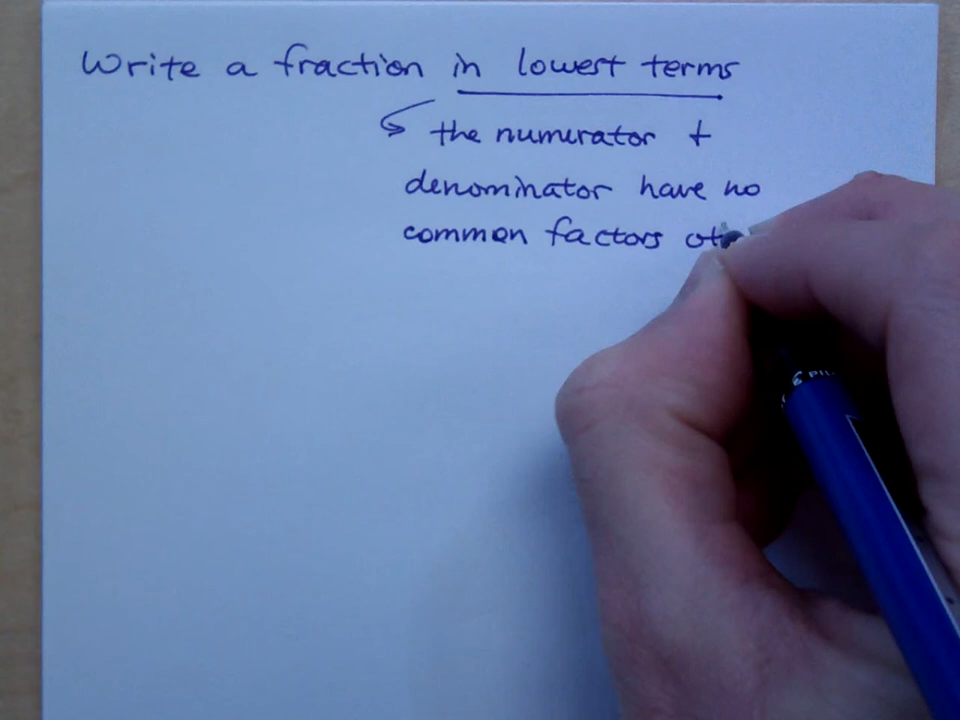 Write a fraction in lowest terms
the numerator +
denominator have no
common factors